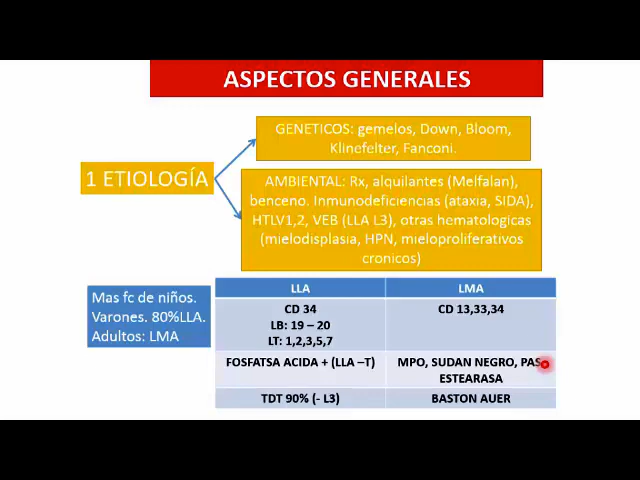 ASPECTOS GENERALES
GENETICOS: gemelos, Down, Bloom,
Klinefelter, Fanconi.
1 ETIOLOGÍA
AMBIENTAL: Rx, alquilantes (Melfalan),
benceno. Inmunodeficiencias (ataxia, SIDA),
HTLV1,2, VEB (LLA L3), otras hematologicas
(mielodisplasia, HPN, mieloproliferativos
cronicos)
Mas fc de niños.
Varones. 80%LLA.
Adultos: LMA
LLA LMA
CD 34 CD 13,33,34
LB: 19 – 20
LT: 1,2,3,5,7
FOSFATSA ACIDA + (LLA –T) MPO, SUDAN NEGRO, PAS
ESTEARASA
TDT 90% (- L3) BASTON AUER